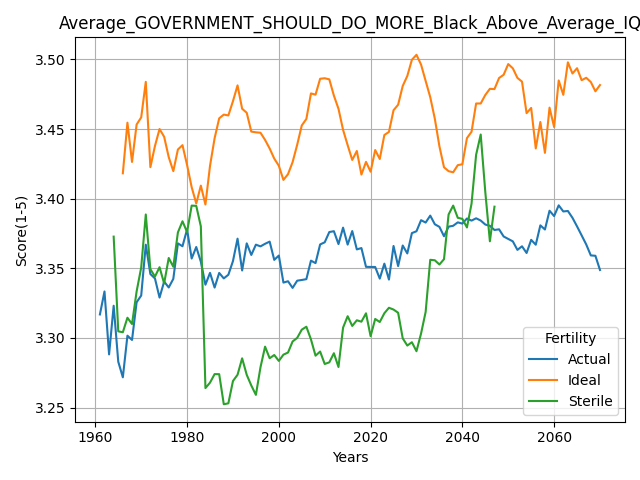 Average_GOVERNMENT_SHOULD_DO_MORE_Black_Above_Average_IQ
3.50
3.45
3.40
3.35
3.30
3.25
Score(1-5)
1960
1980
2000
2020
2040
2060
Years
Fertility
Actual
Ideal
Sterile